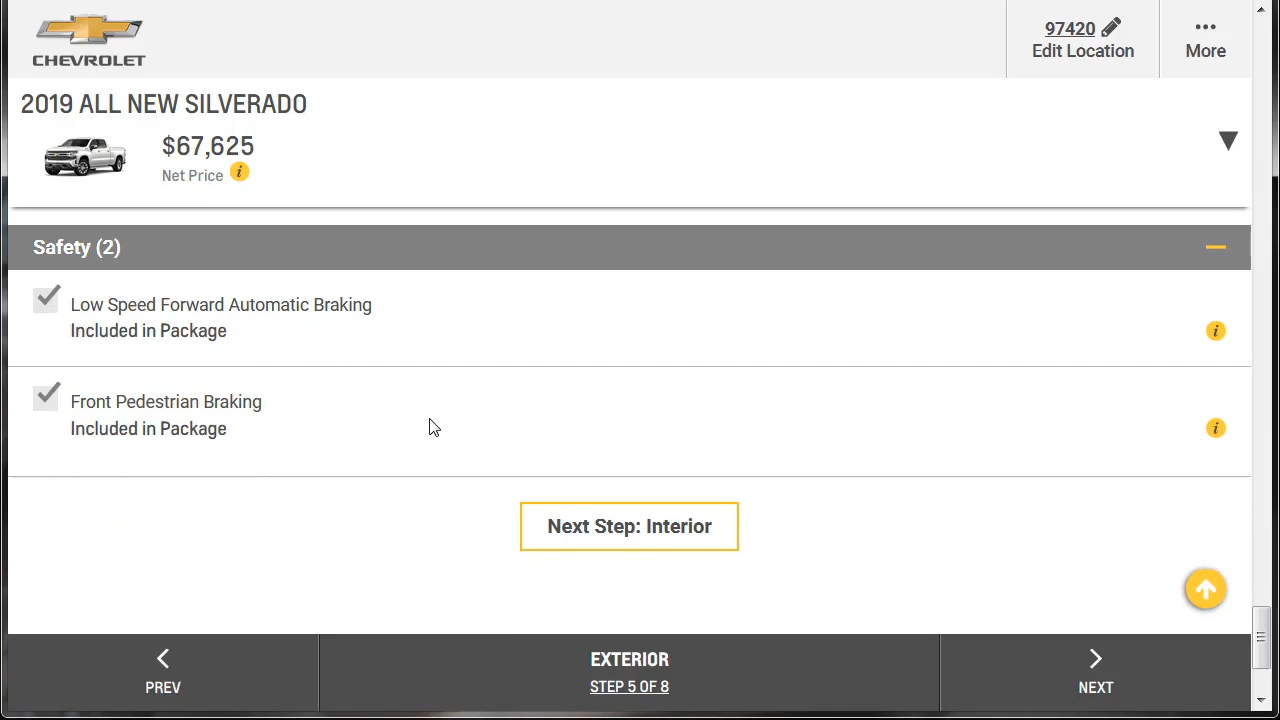 CHEVROLET
97420
Edit Location
More
2019 ALL NEW SILVERADO
$67,625
Net Price
Safety (2)
Low Speed Forward Automatic Braking
Included in Package
Front Pedestrian Braking
Included in Package
Next Step: Interior
PREV
EXTERIOR
STEP 5 OF 8
NEXT